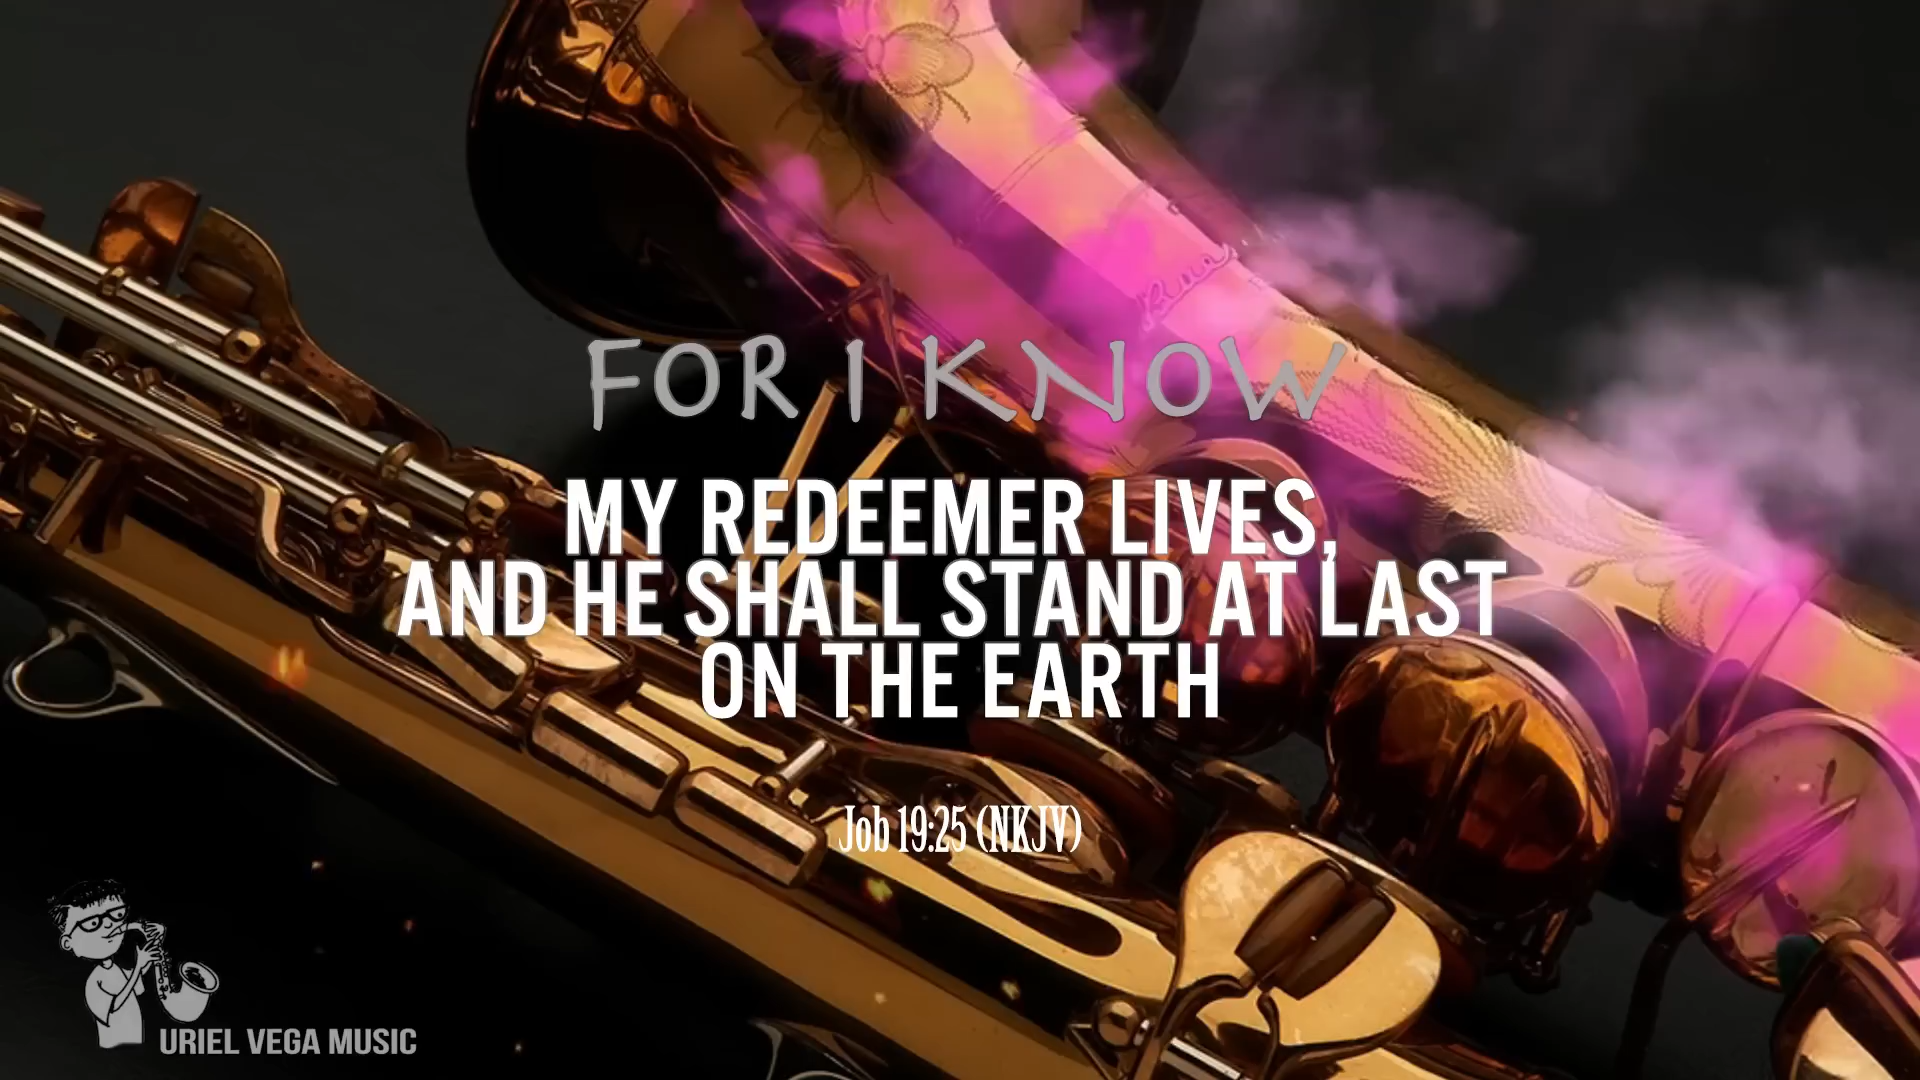 FOR I KNOW
MY REDEEMER LIVES,
AND HE SHALL STAND AT LAST
ON THE EARTH
Job 19:25 (NKJV)
URIEL VEGA MUSIC